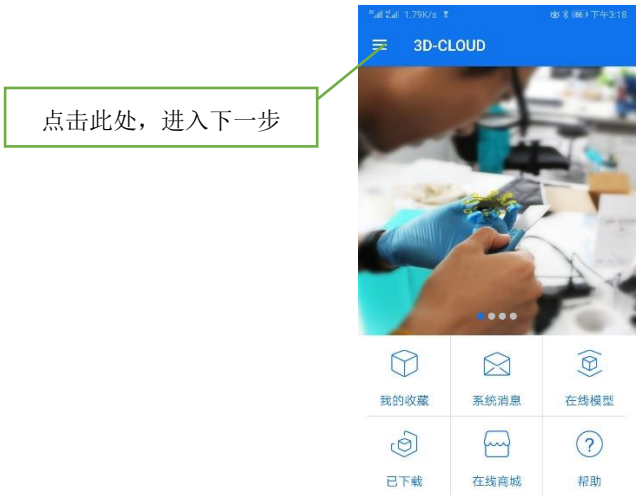 1.79K/s
下午3:18
3D-CLOUD
点击此处，进入下一步
我的收藏
系统消息
在线模型
已下载
在线商城
帮助